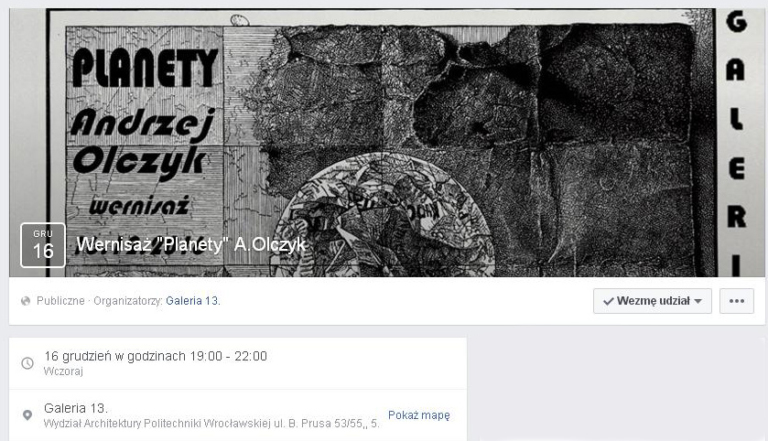 PLANETY
Andrzej
Olczyk
wernisaż
GALERI
GRU
16
Wernisaż "Planety" A.Olczyk
Publiczne · Organizatorzy: Galeria 13.
Wezmę udział
16 grudzień w godzinach 19:00 - 22:00
Wczoraj
Galeria 13.
Wydział Architektury Politechniki Wrocławskiej ul. B. Prusa 53/55,, 5.
Pokaż mapę